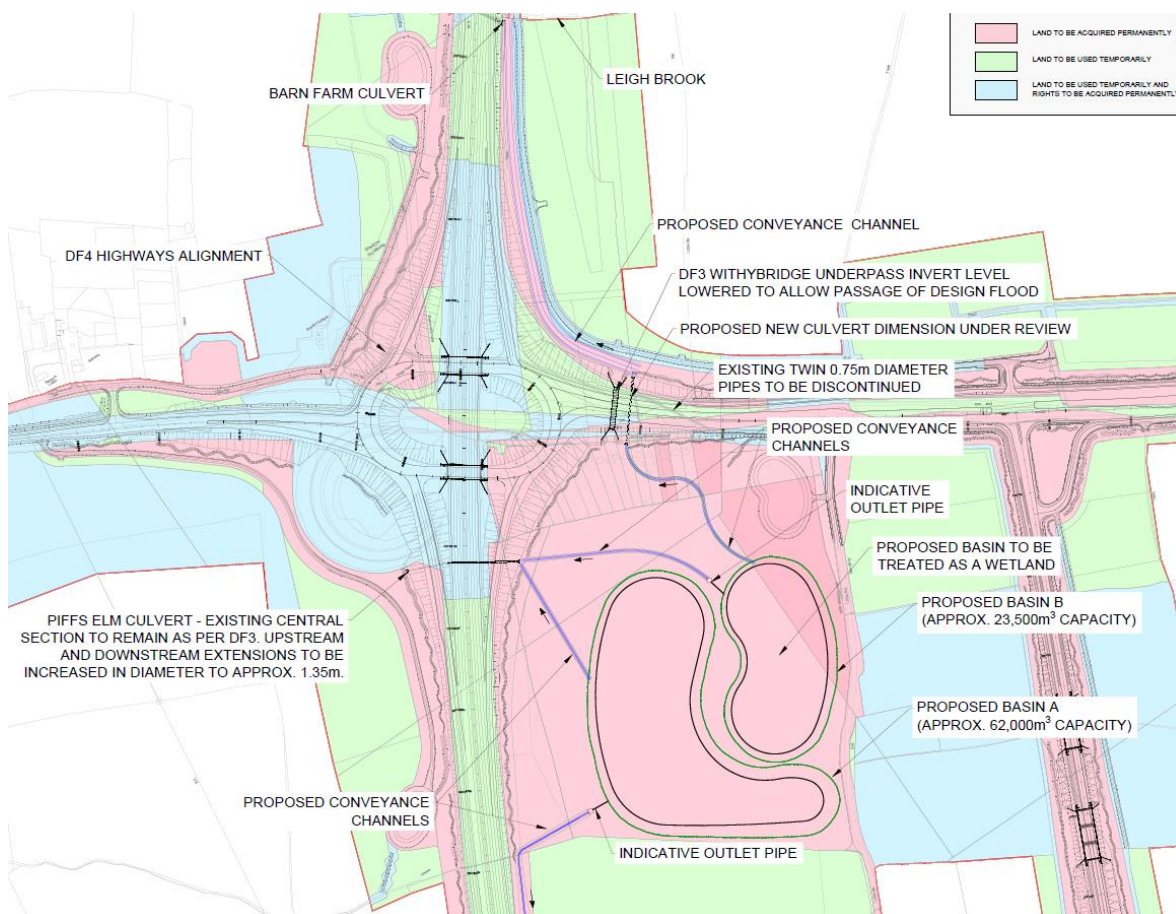 LAND TO BE ACQUIRED PERMANENTLY
LAND TO BE USED TEMPORARILY
LAND TO BE USED TEMPORARILY AND
RIGHTS TO BE ACQUIRED PERMANENTLY
LEIGH BROOK
BARN FARM CULVERT
PROPOSED CONVEYANCE CHANNEL
DF4 HIGHWAYS ALIGNMENT
DF3 WITHYBRIDGE UNDERPASS INVERT LEVEL
LOWERED TO ALLOW PASSAGE OF DESIGN FLOOD
PROPOSED NEW CULVERT DIMENSION UNDER REVIEW
EXISTING TWIN 0.75m DIAMETER
PIPES TO BE DISCONTINUED
PROPOSED CONVEYANCE
CHANNELS
INDICATIVE
OUTLET PIPE
PROPOSED BASIN TO BE
TREATED AS A WETLAND
PROPOSED BASIN B
(APPROX. 23,500m³ CAPACITY)
PIFFS ELM CULVERT - EXISTING CENTRAL
SECTION TO REMAIN AS PER DF3. UPSTREAM
AND DOWNSTREAM EXTENSIONS TO BE
INCREASED IN DIAMETER TO APPROX. 1.35m.
PROPOSED BASIN A
(APPROX. 62,000m³ CAPACITY)
PROPOSED CONVEYANCE
CHANNELS
INDICATIVE OUTLET PIPE